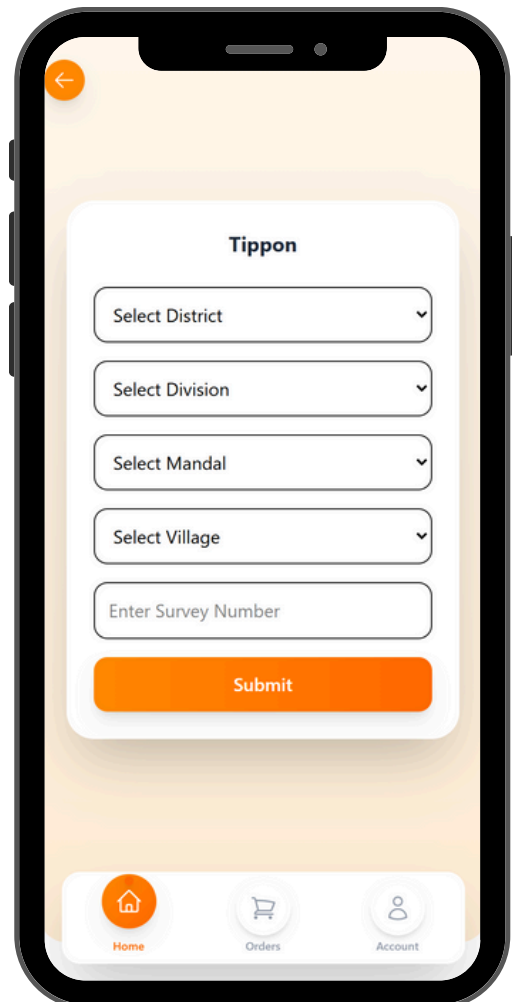 Tippon
Select District
Select Division
Select Mandal
Select Village
Enter Survey Number
Submit
Home
Orders
Account